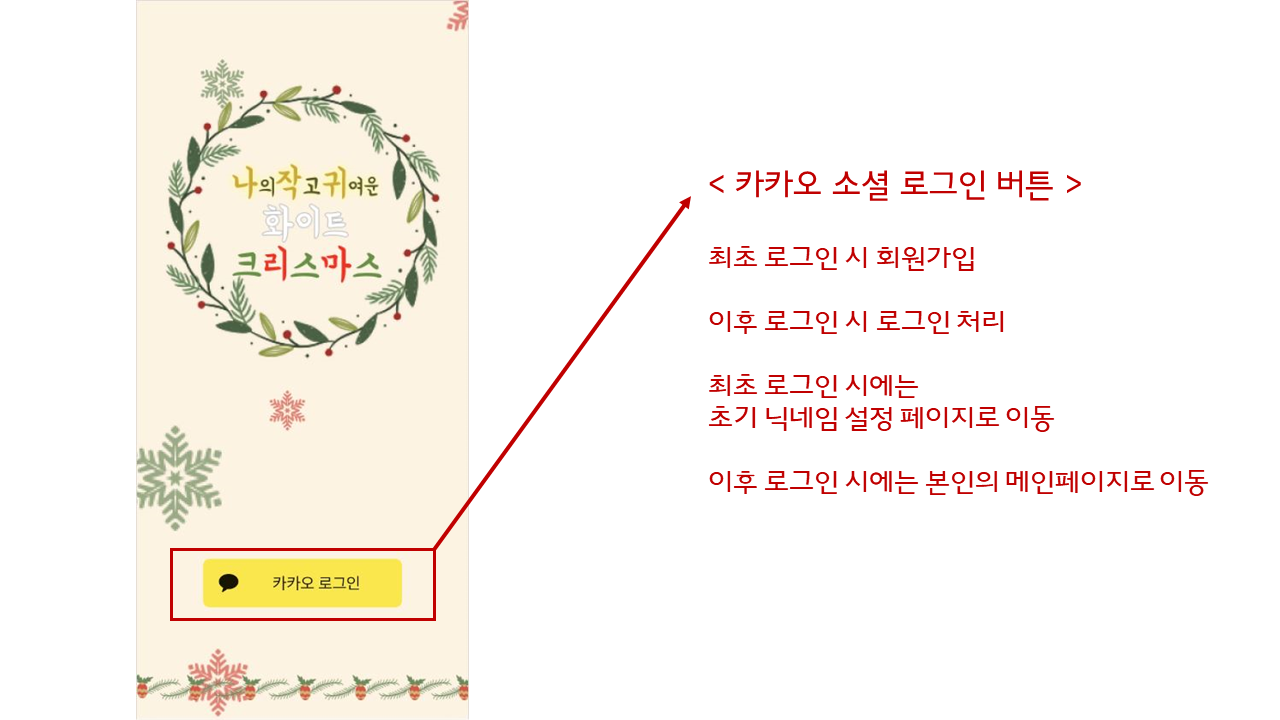 나의작고귀여운
화이트
크리스마스
카카오 로그인
< 카카오 소셜 로그인 버튼 >
최초 로그인 시 회원가입
이후 로그인 시 로그인 처리
최초 로그인 시에는
초기 닉네임 설정 페이지로 이동
이후 로그인 시에는 본인의 메인페이지로 이동